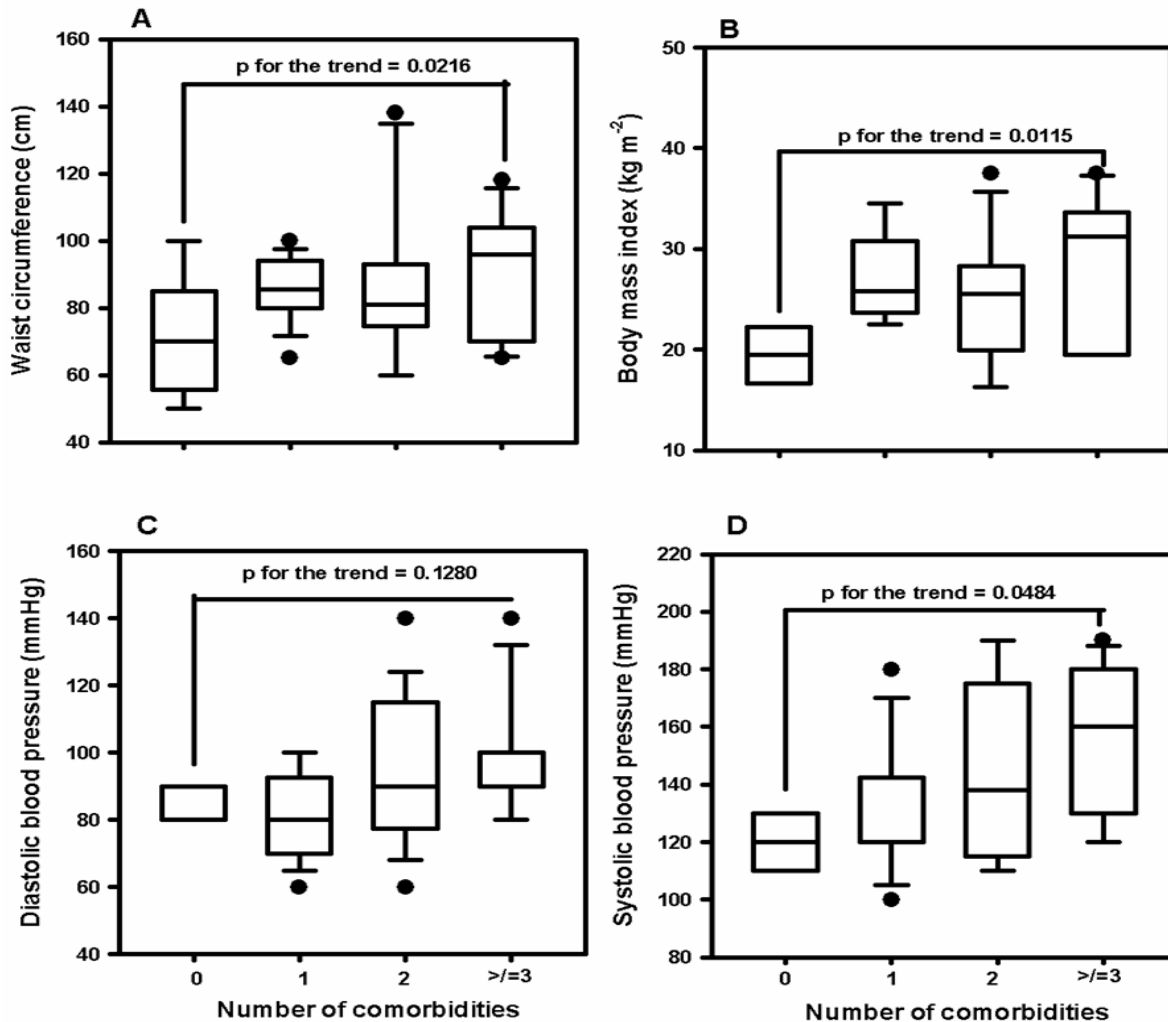 A
160
140
120
100
80
60
40
Waist circumference (cm)
p for the trend = 0.0216
B
50
40
30
20
10
Body mass index (kg m⁻²)
p for the trend = 0.0115
C
160
140
120
100
80
60
40
Diastolic blood pressure (mmHg)
p for the trend = 0.1280
0
1
2
>/=3
Number of comorbidities
D
220
200
180
160
140
120
100
80
Systolic blood pressure (mmHg)
p for the trend = 0.0484
0
1
2
>/=3
Number of comorbidities